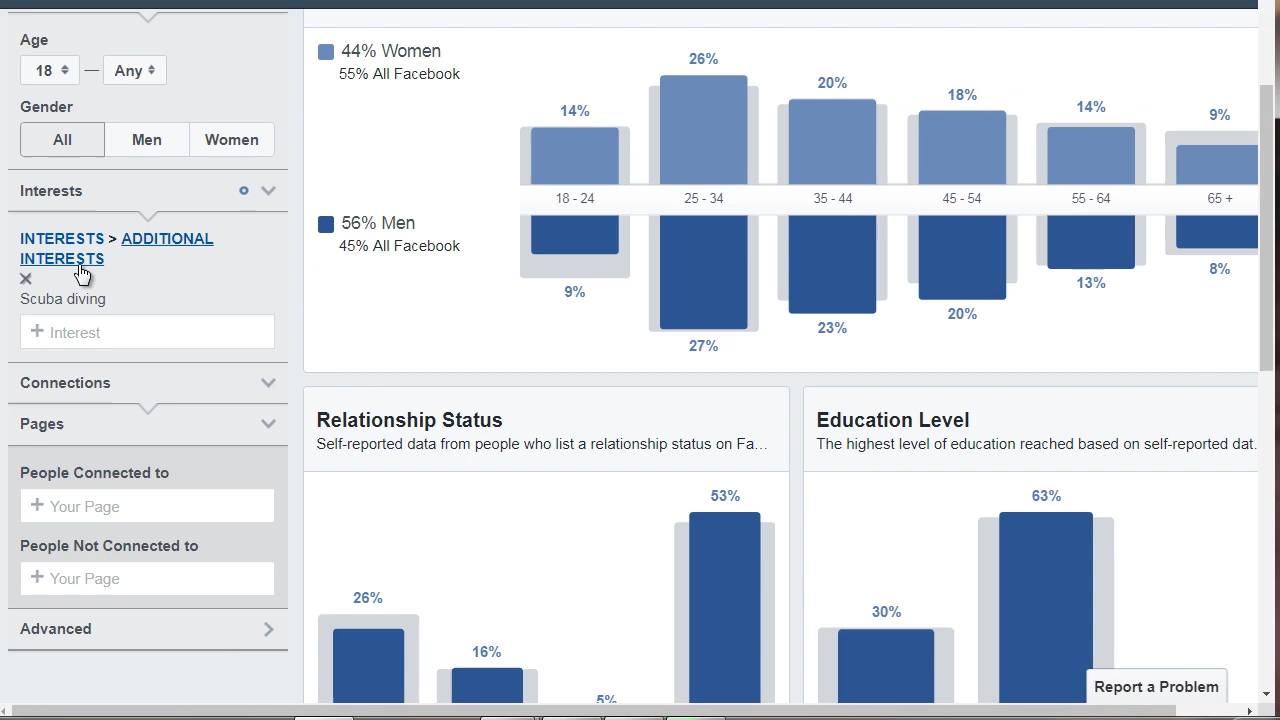 Age
18 — Any
Gender
All Men Women
Interests
INTERESTS > ADDITIONAL
INTERESTS
Scuba diving
+ Interest
Connections
Pages
People Connected to
+ Your Page
People Not Connected to
+ Your Page
Advanced
44% Women
55% All Facebook
14% 26% 20% 18% 14% 9%
18 - 24 25 - 34 35 - 44 45 - 54 55 - 64 65 +
56% Men
45% All Facebook
9% 27% 23% 20% 13% 8%
Relationship Status
Self-reported data from people who list a relationship status on Fa...
26% 16% 5% 53%
Education Level
The highest level of education reached based on self-reported dat...
30% 63%
Report a Problem